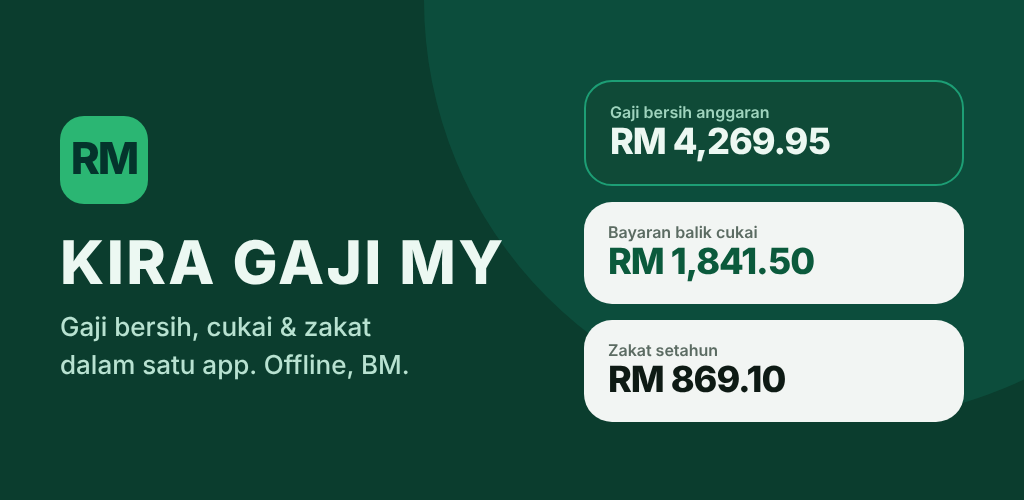 RM
KIRA GAJI MY
Gaji bersih, cukai & zakat
dalam satu app. Offline, BM.
Gaji bersih anggaran
RM 4,269.95
Bayaran balik cukai
RM 1,841.50
Zakat setahun
RM 869.10